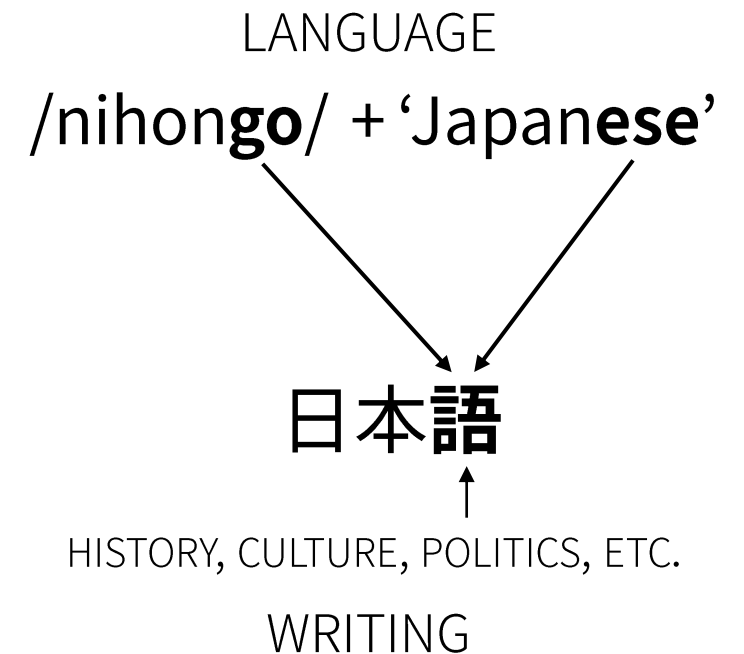 LANGUAGE
/nihongo/ + ‘Japanese’
日本語
HISTORY, CULTURE, POLITICS, ETC.
WRITING